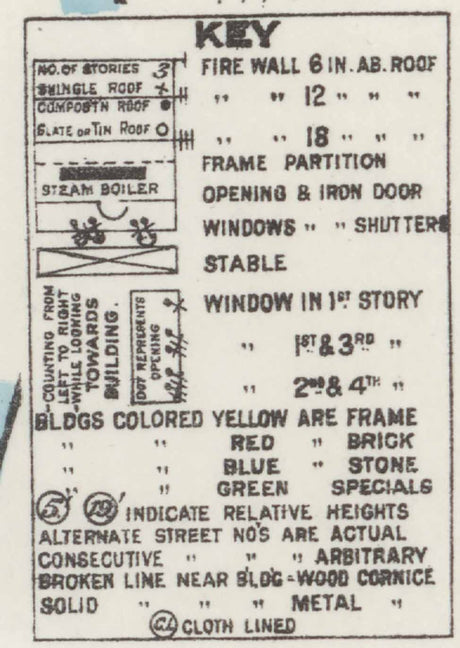 KEY
NO. OF STORIES 3
SHINGLE ROOF x
COMPOSTN ROOF ●
SLATE OR TIN ROOF O
STEAM BOILER
FIRE WALL 6 IN. AB. ROOF
" " 12 " " "
" " 18 " " "
FRAME PARTITION
OPENING & IRON DOOR
WINDOWS " " SHUTTERS
STABLE
-COUNTING FROM
LEFT TO RIGHT
-WHILE LOOKING
TOWARDS
BUILDING.
DOT REPRESENTS
OPENING
WINDOW IN 1ST STORY
" 1ST & 3RD "
" 2ND & 4TH "
BLDGS COLORED YELLOW ARE FRAME
" " RED " BRICK
" " BLUE " STONE
" " GREEN SPECIALS
5' 19' INDICATE RELATIVE HEIGHTS
ALTERNATE STREET NO'S ARE ACTUAL
CONSECUTIVE " " " ARBITRARY
BROKEN LINE NEAR BLDG = WOOD CORNICE
SOLID " " " METAL "
CL CLOTH LINED